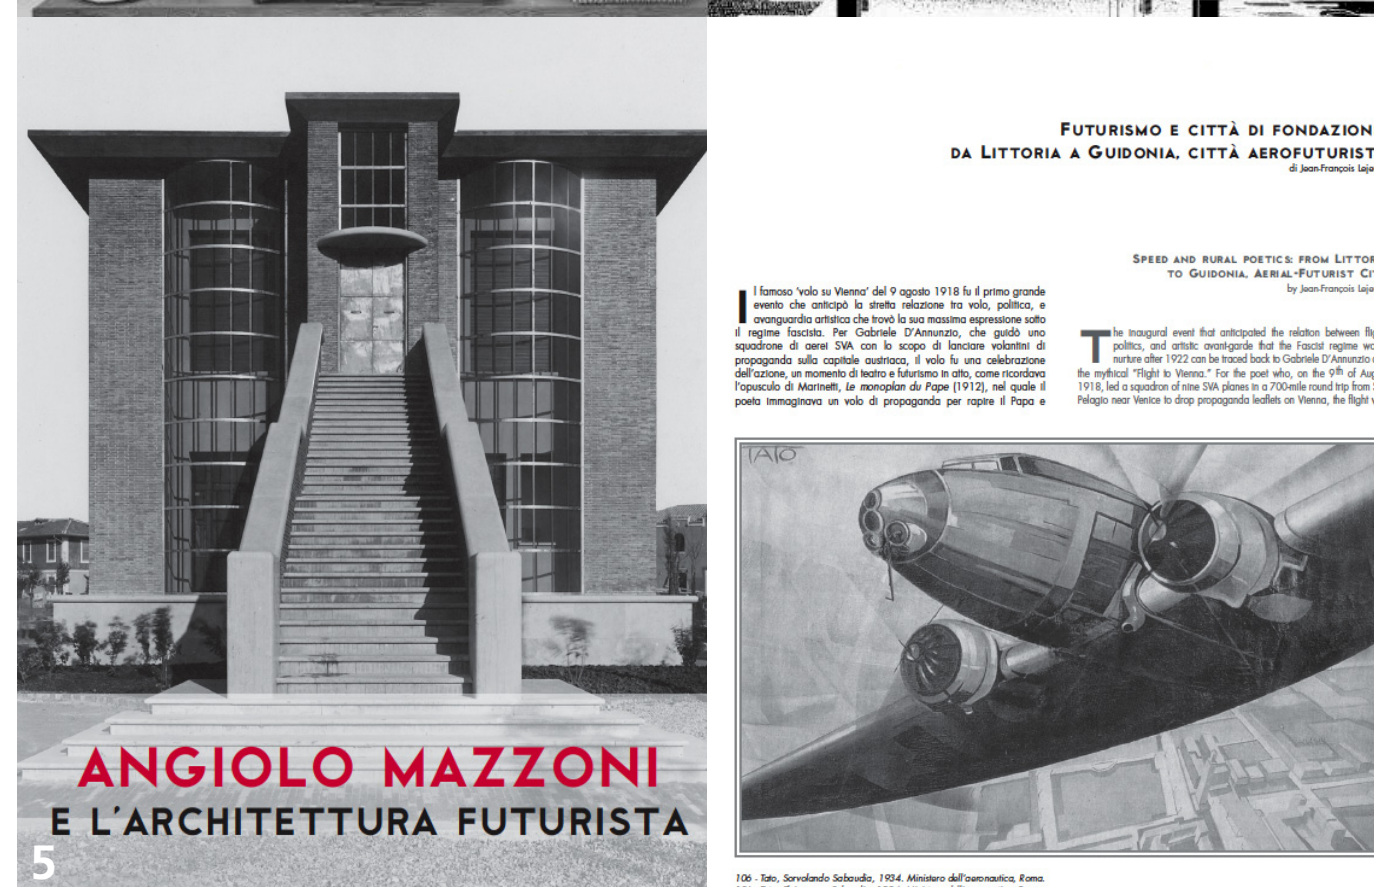 ANGIOLO MAZZONI
E L'ARCHITETTURA FUTURISTA
5
FUTURISMO E CITTÀ DI FONDAZION
DA LITTORIA A GUIDONIA, CITTÀ AEROFUTURIST
di Jean-François Leje
Il famoso 'volo su Vienna' del 9 agosto 1918 fu il primo grande
evento che anticipò la stretta relazione tra volo, politica, e
avanguardia artistica che trovò la sua massima espressione sotto
il regime fascista. Per Gabriele D'Annunzio, che guidò uno
squadrone di aerei SVA con lo scopo di lanciare volantini di
propaganda sulla capitale austriaca, il volo fu una celebrazione
dell'azione, un momento di teatro e futurismo in atto, come ricordava
l'opusculo di Marinetti, Le monoplan du Pape (1912), nel quale il
poeta immaginava un volo di propaganda per rapire il Papa e
SPEED AND RURAL POETICS: FROM LITTOR
TO GUIDONIA, AERIAL-FUTURIST CI
by Jean-François Leje
The inaugural event that anticipated the relation between fli
politics, and artistic avant-garde that the Fascist regime wo
nurture after 1922 can be traced back to Gabriele D'Annunzio
the mythical "Flight to Vienna." For the poet who, on the 9th of Aug
1918, led a squadron of nine SVA planes in a 700-mile round trip from
Pelagio near Venice to drop propaganda leaflets on Vienna, the flight
TATO
106 - Tato, Sorvolando Sabaudia, 1934. Ministero dell'aeronautica, Roma.